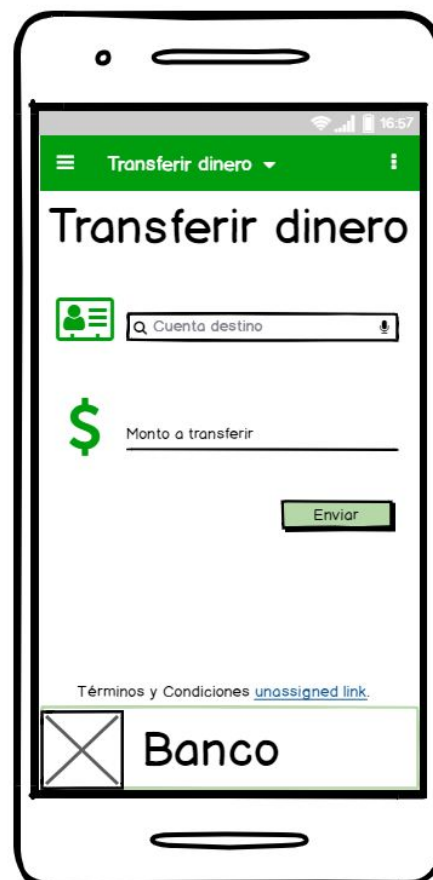 16:57
Transferir dinero
Transferir dinero
Cuenta destino
$
Monto a transferir
Enviar
Términos y Condiciones unassigned link.
Banco